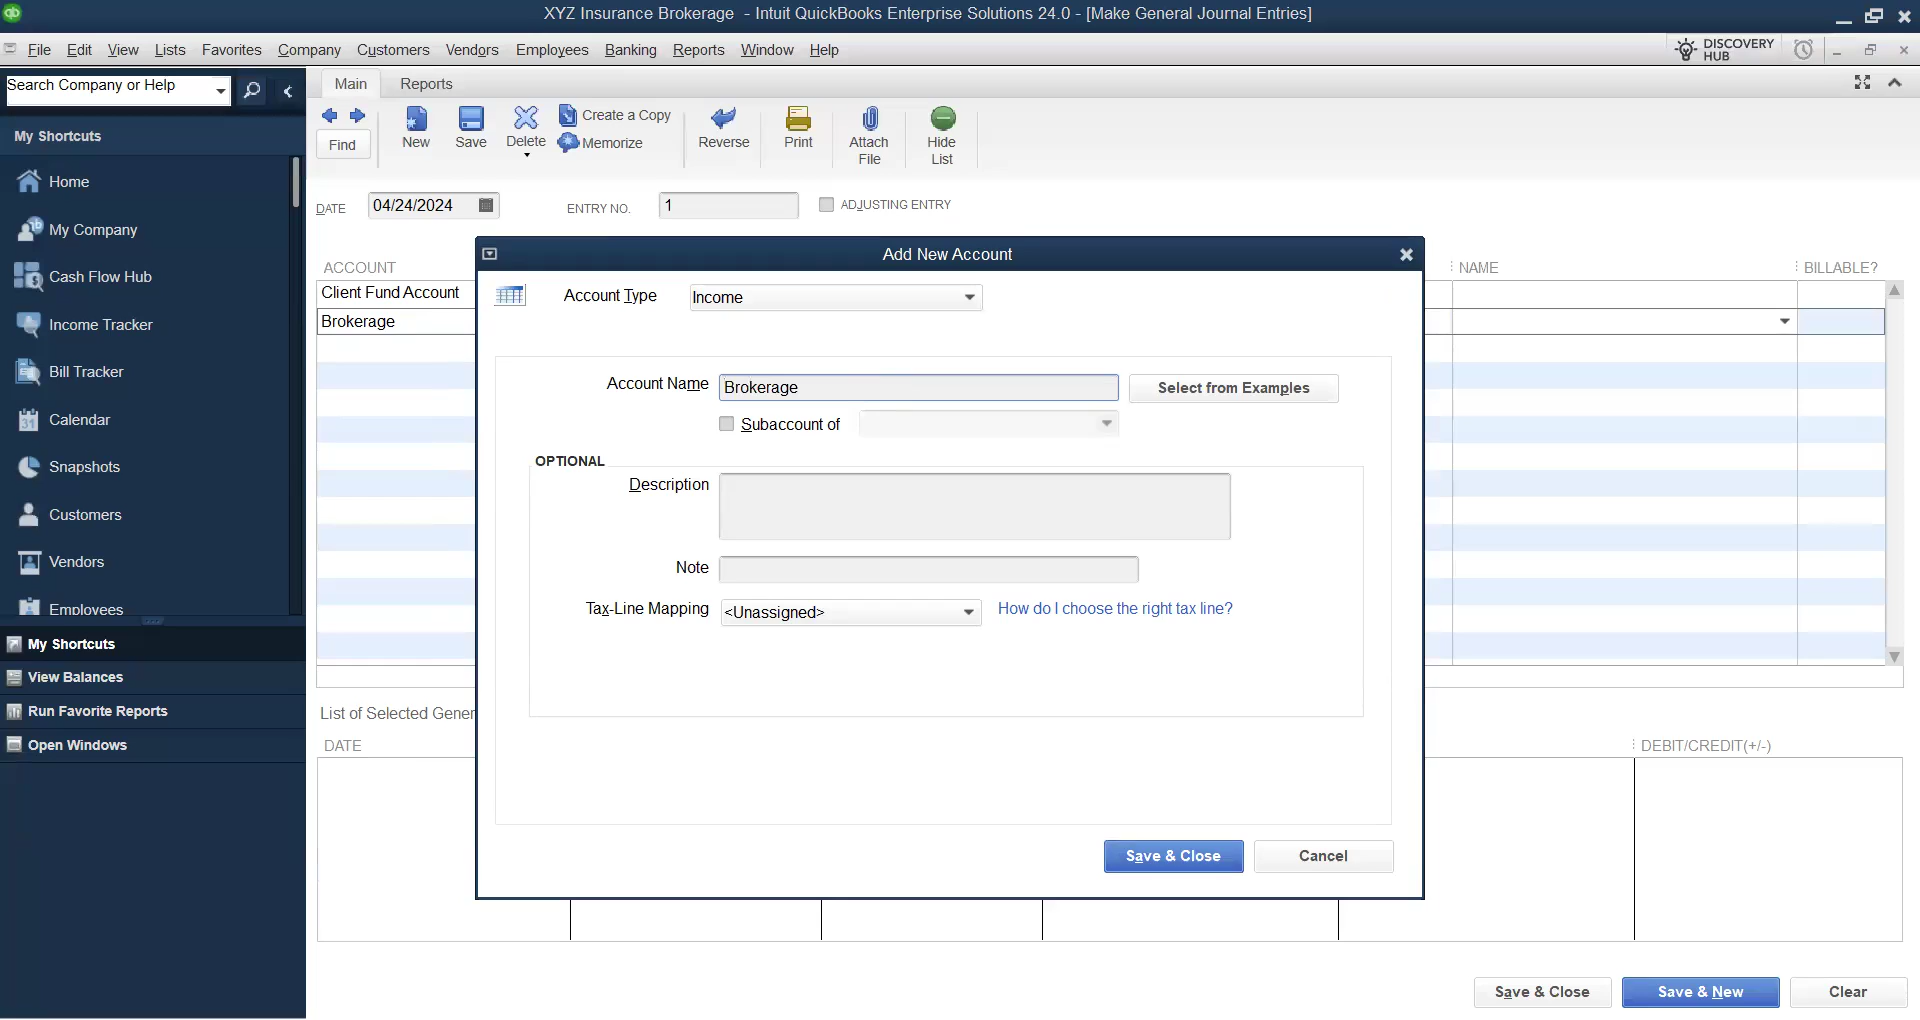 XYZ Insurance Brokerage - Intuit QuickBooks Enterprise Solutions 24.0 - [Make General Journal Entries]
File Edit View Lists Favorites Company Customers Vendors Employees Banking Reports Window Help
DISCOVERY HUB
Search Company or Help
My Shortcuts
Home
My Company
Cash Flow Hub
Income Tracker
Bill Tracker
Calendar
31
Snapshots
Customers
Vendors
Employees
My Shortcuts
View Balances
Run Favorite Reports
Open Windows
Main Reports
Find
New
Save
Delete
Create a Copy
Memorize
Reverse
Print
Attach File
Hide List
DATE 04/24/2024 ENTRY NO. 1 ADJUSTING ENTRY
ACCOUNT NAME BILLABLE?
Client Fund Account
Brokerage
Add New Account
Account Type Income
Account Name Brokerage Select from Examples
Subaccount of
OPTIONAL
Description
Note
Tax-Line Mapping <Unassigned> How do I choose the right tax line?
Save & Close Cancel
List of Selected Gener
DATE DEBIT/CREDIT(+/-)
Save & Close Save & New Clear